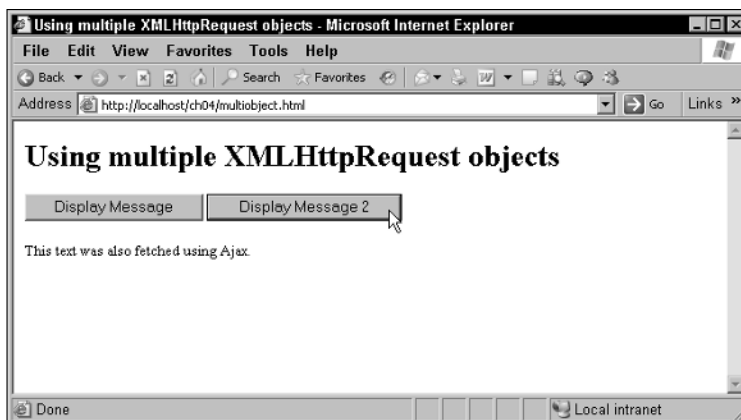 Using multiple XMLHttpRequest objects - Microsoft Internet Explorer
File Edit View Favorites Tools Help
Back Search Favorites
Address http://localhost/ch04/multiobject.html Go Links »
Using multiple XMLHttpRequest objects
Display Message Display Message 2
This text was also fetched using Ajax.
Done Local intranet